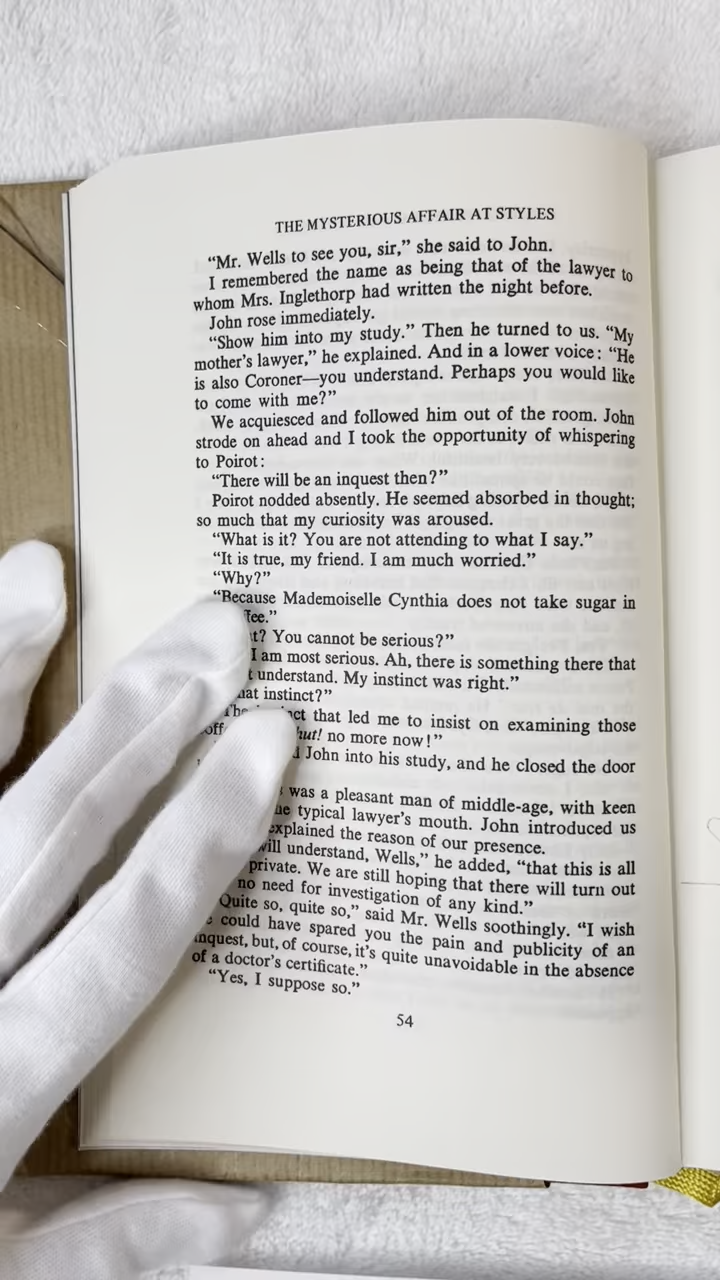 THE MYSTERIOUS AFFAIR AT STYLES
“Mr. Wells to see you, sir,” she said to John.
I remembered the name as being that of the lawyer to
whom Mrs. Inglethorp had written the night before.
John rose immediately.
“Show him into my study.” Then he turned to us. “My
mother’s lawyer,” he explained. And in a lower voice: “He
is also Coroner—you understand. Perhaps you would like
to come with me?”
We acquiesced and followed him out of the room. John
strode on ahead and I took the opportunity of whispering
to Poirot:
“There will be an inquest then?”
Poirot nodded absently. He seemed absorbed in thought;
so much that my curiosity was aroused.
“What is it? You are not attending to what I say.”
“It is true, my friend. I am much worried.”
“Why?”
“Because Mademoiselle Cynthia does not take sugar in
fee.”
t? You cannot be serious?”
I am most serious. Ah, there is something there that
t understand. My instinct was right.”
hat instinct?”
The instinct that led me to insist on examining those
off hut! no more now!”
John into his study, and he closed the door
was a pleasant man of middle-age, with keen
he typical lawyer’s mouth. John introduced us
explained the reason of our presence.
will understand, Wells,” he added, “that this is all
private. We are still hoping that there will turn out
no need for investigation of any kind.”
Quite so, quite so,” said Mr. Wells soothingly. “I wish
could have spared you the pain and publicity of an
inquest, but, of course, it’s quite unavoidable in the absence
of a doctor’s certificate.”
“Yes, I suppose so.”
54